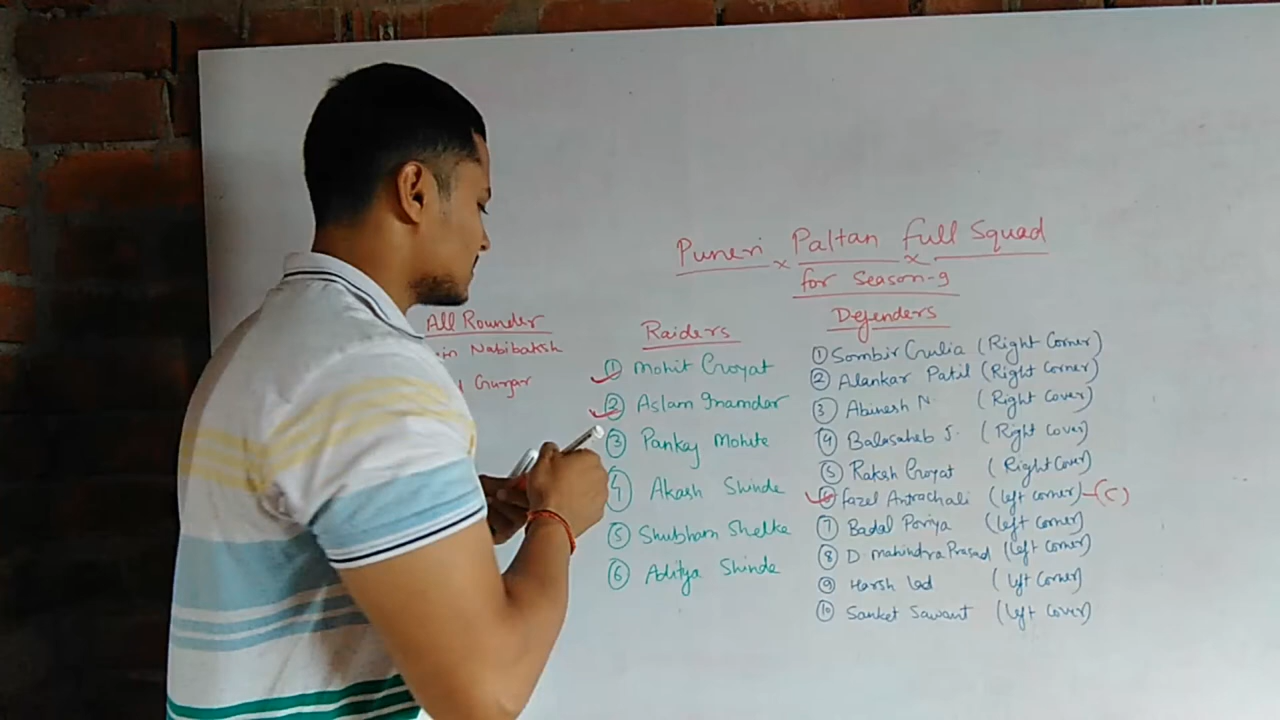 Puneri Paltan Full Squad
for Season-9
All Rounder
Nabibaksh
Gurjar
Raiders
① Mohit Goyat
② Aslam Inamdar
③ Pankaj Mohite
④ Akash Shinde
⑤ Shubham Shelke
⑥ Aditya Shinde
Defenders
① Sombir Gulia (Right Corner)
② Alankar Patil (Right Corner)
③ Abinesh N. (Right Cover)
④ Balasaheb J. (Right Cover)
⑤ Rakesh Goyat (Right Cover)
⑥ Fazel Atrachali (left corner) - (C)
⑦ Badal Poriya (left corner)
⑧ D mahindra Prasad (left corner)
⑨ Harsh lad (left corner)
⑩ Sanket Sawant (left cover)